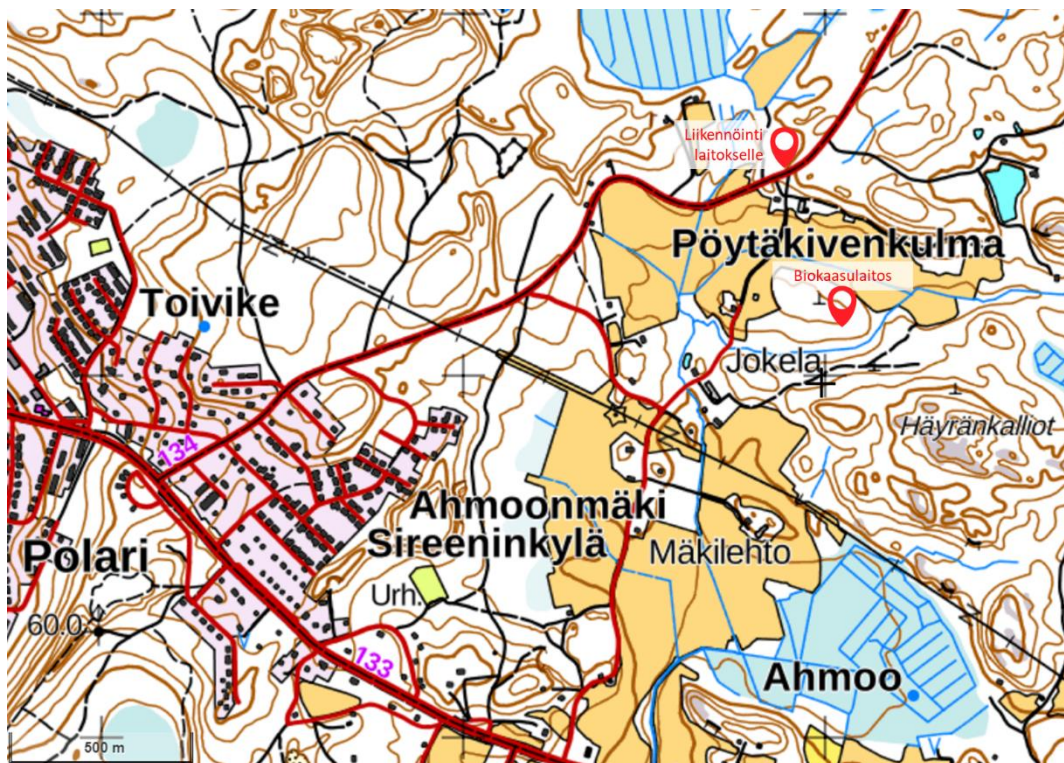 Liikennöinti
laitokselle
Pöytäkivenkulma
Biokaasulaitos
Toivike
Jokela
Häyränkalliot
134
Ahmoonmäki
Sireeninkylä
Polari
Mäkilehto
Urh.
60.0
133
Ahmoo
500 m